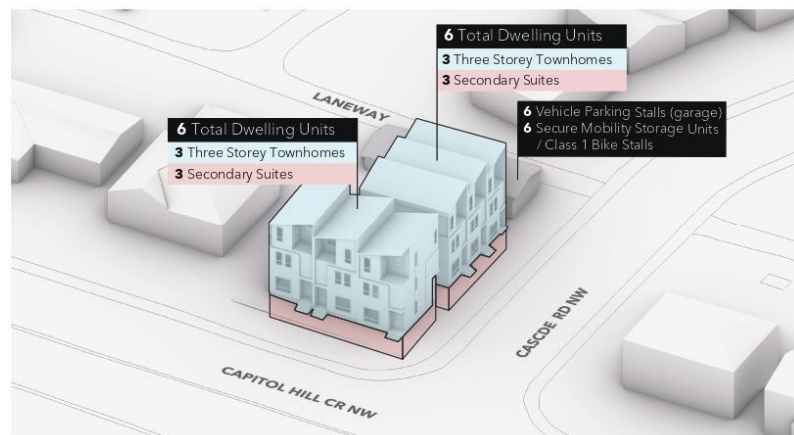 6 Total Dwelling Units
3 Three Storey Townhomes
3 Secondary Suites
LANEWAY
6 Vehicle Parking Stalls (garage)
6 Secure Mobility Storage Units
/ Class 1 Bike Stalls
6 Total Dwelling Units
3 Three Storey Townhomes
3 Secondary Suites
CASCDE RD NW
CAPITOL HILL CR NW